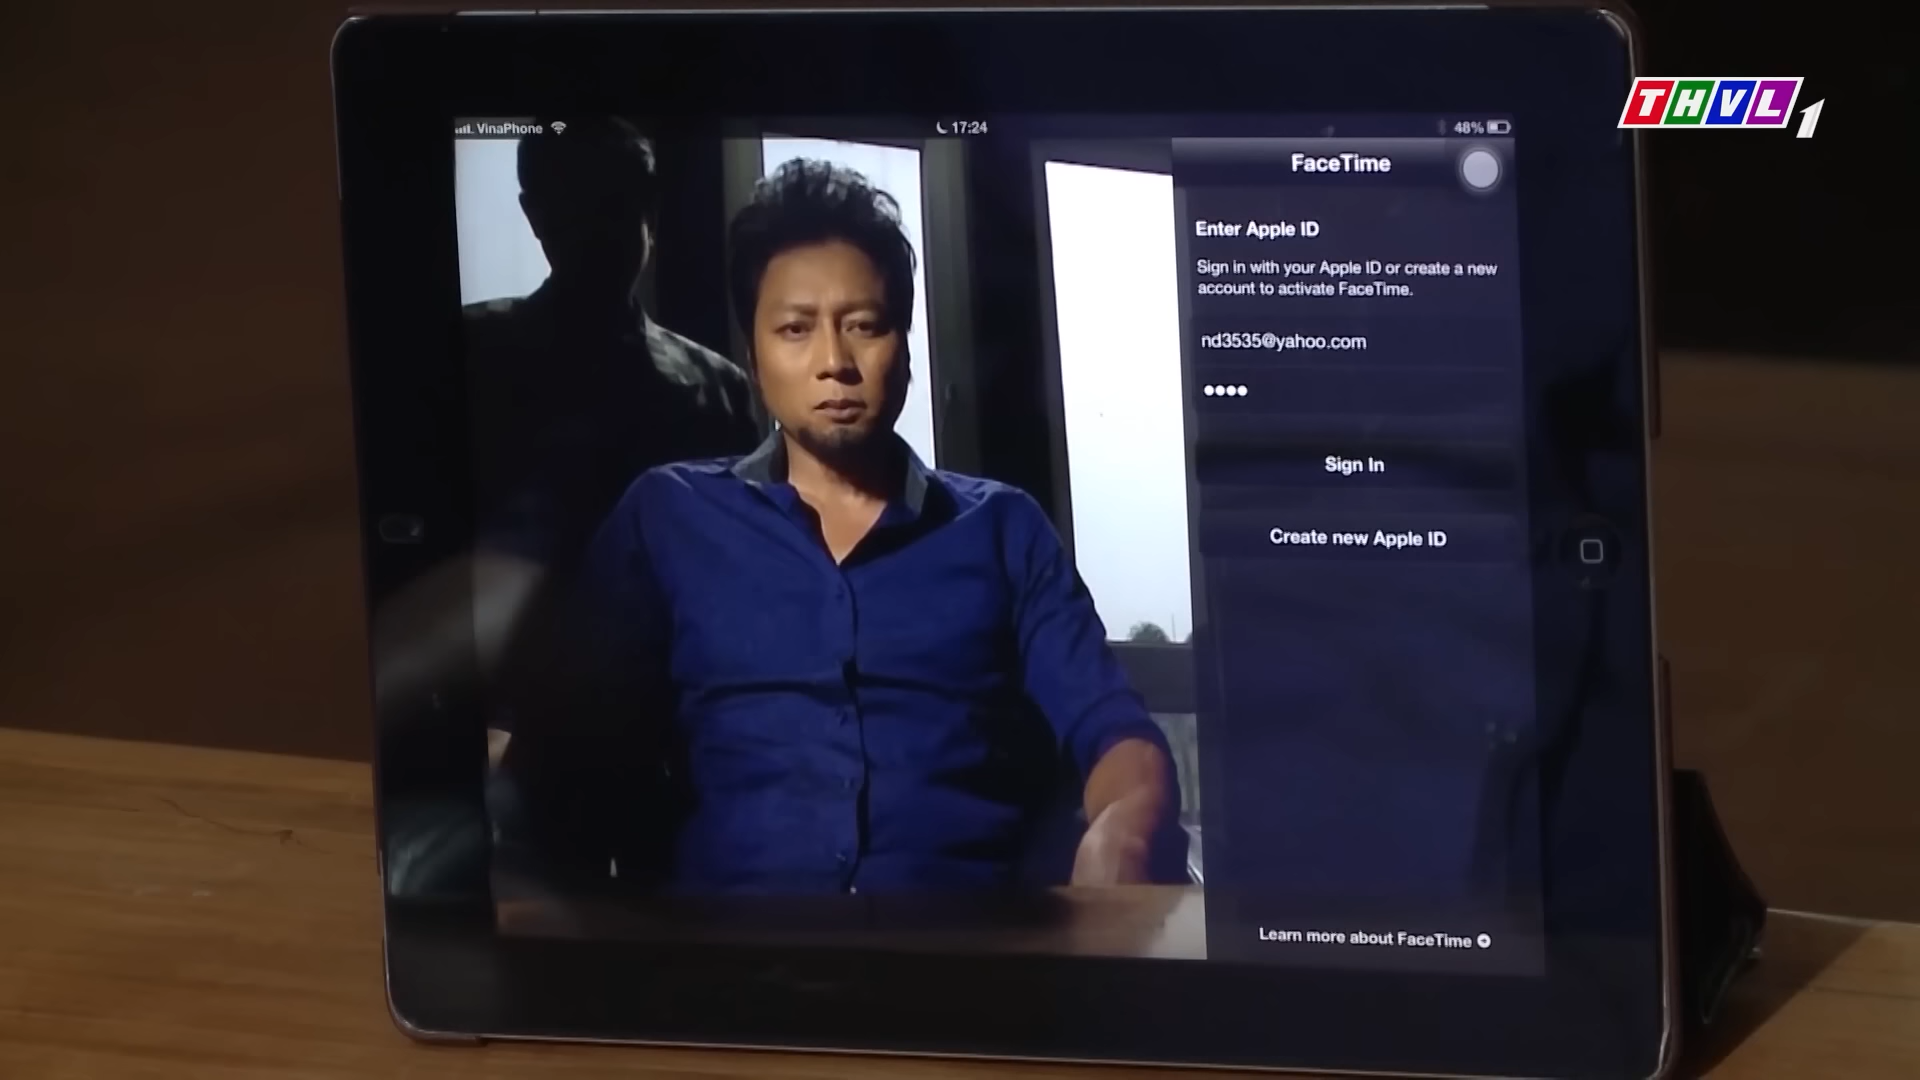 THVL1
VinaPhone 17:24 48%
FaceTime
Enter Apple ID
Sign in with your Apple ID or create a new
account to activate FaceTime.
nd3535@yahoo.com
••••
Sign In
Create new Apple ID
Learn more about FaceTime